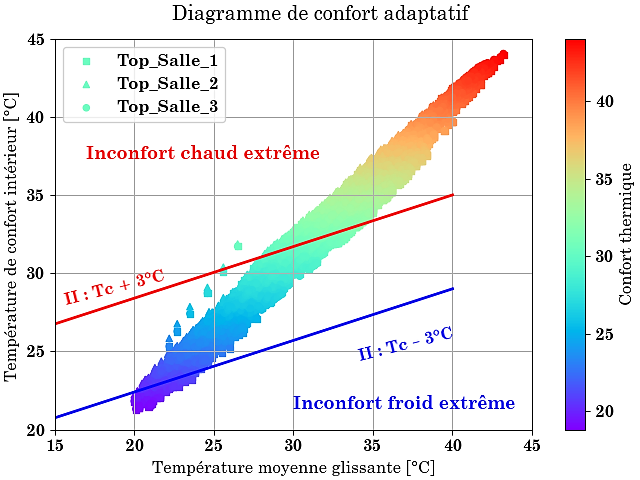 Diagramme de confort adaptatif
Top_Salle_1
Top_Salle_2
Top_Salle_3
Inconfort chaud extrême
II : Tc + 3°C
II : Tc - 3°C
Inconfort froid extrême
45
40
35
30
25
20
15
20
25
30
35
40
45
Température moyenne glissante [°C]
Température de confort intérieur [°C]
40
35
30
25
20
Confort thermique